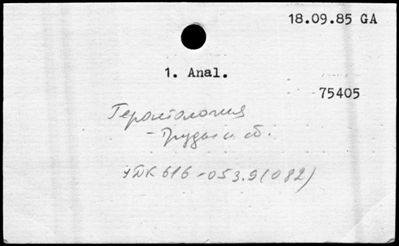 18.09.85 GA
1. Anal.
75405
Геронтология
- Труды и сб.
УДК 616-053.9(082)